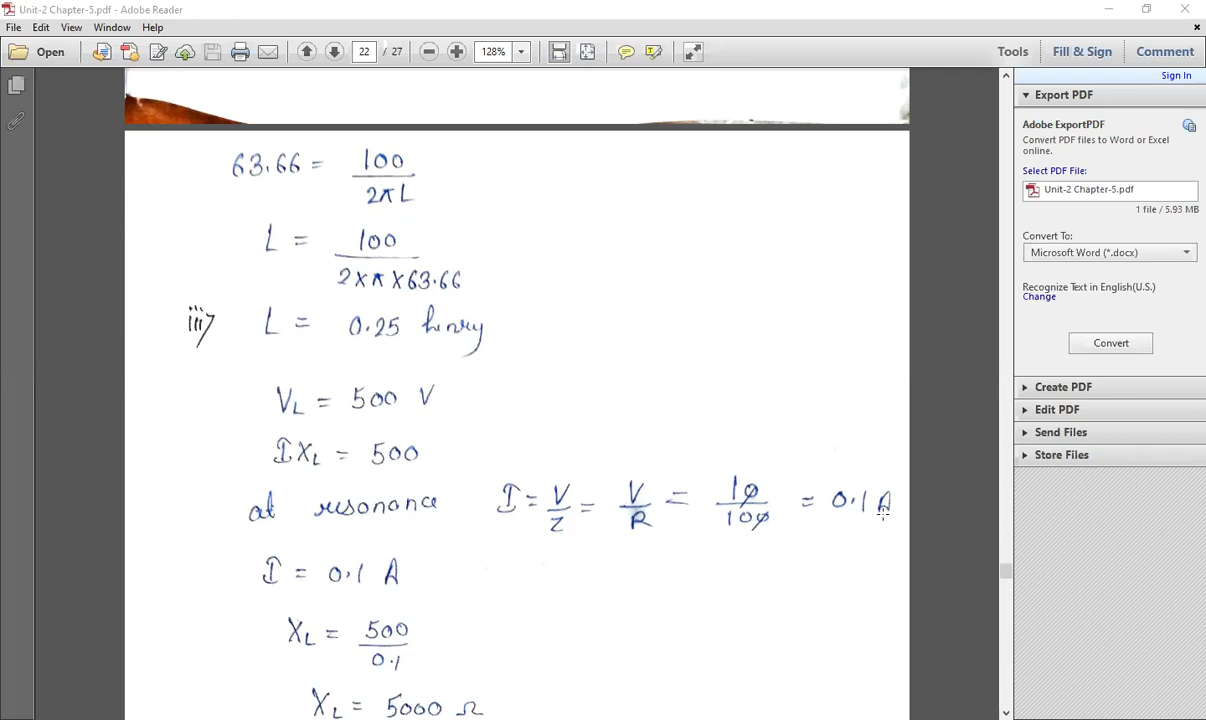 Unit-2 Chapter-5.pdf - Adobe Reader
File Edit View Window Help
Open 22 / 27 128% Tools Fill & Sign Comment
Sign In
Export PDF
Adobe ExportPDF
Convert PDF files to Word or Excel
online.
Select PDF File:
Unit-2 Chapter-5.pdf
1 file / 5.93 MB
Convert To:
Microsoft Word (*.docx)
Recognize Text in English(U.S.)
Change
Convert
Create PDF
Edit PDF
Send Files
Store Files
63.66 = 100 / 2πL
L = 100 / 2×π×63.66
iii) L = 0.25 henry
VL = 500 V
IXL = 500
at resonance I = V/Z = V/R = 10/100 = 0.1 A
I = 0.1 A
XL = 500 / 0.1
XL = 5000 Ω